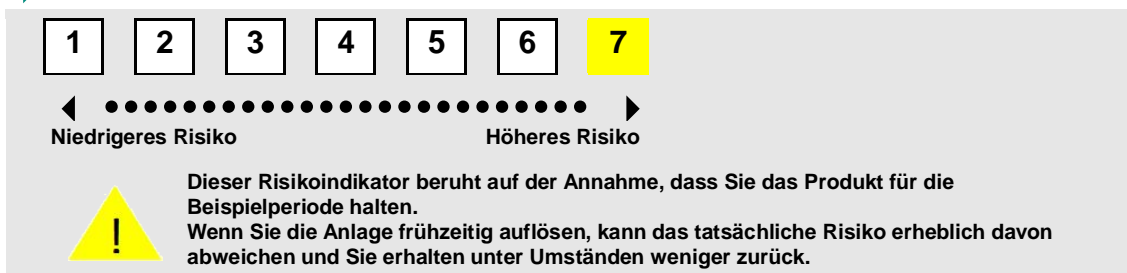 1 2 3 4 5 6 7
Niedrigeres Risiko Höheres Risiko
Dieser Risikoindikator beruht auf der Annahme, dass Sie das Produkt für die
Beispielperiode halten.
!
Wenn Sie die Anlage frühzeitig auflösen, kann das tatsächliche Risiko erheblich davon
abweichen und Sie erhalten unter Umständen weniger zurück.